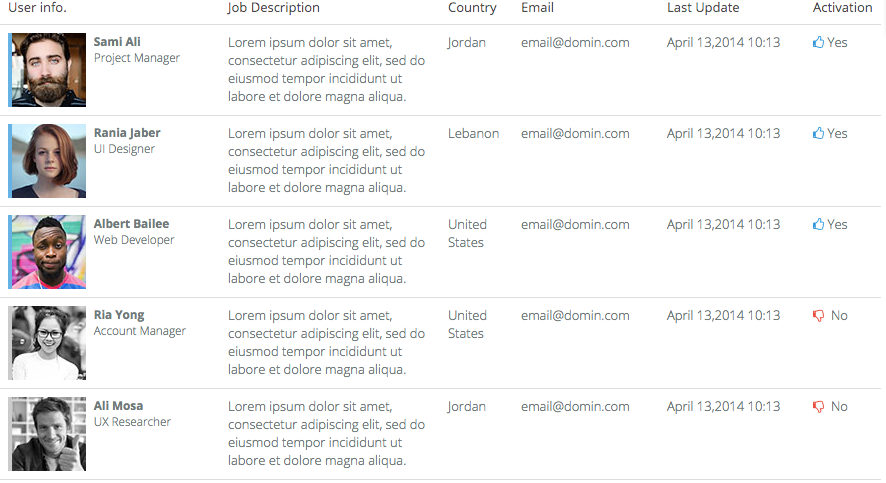 User info. Job Description Country Email Last Update Activation
Sami Ali
Project Manager
Lorem ipsum dolor sit amet,
consectetur adipiscing elit, sed do
eiusmod tempor incididunt ut
labore et dolore magna aliqua.
Jordan
email@domin.com
April 13,2014 10:13
Yes
Rania Jaber
UI Designer
Lorem ipsum dolor sit amet,
consectetur adipiscing elit, sed do
eiusmod tempor incididunt ut
labore et dolore magna aliqua.
Lebanon
email@domin.com
April 13,2014 10:13
Yes
Albert Bailee
Web Developer
Lorem ipsum dolor sit amet,
consectetur adipiscing elit, sed do
eiusmod tempor incididunt ut
labore et dolore magna aliqua.
United
States
email@domin.com
April 13,2014 10:13
Yes
Ria Yong
Account Manager
Lorem ipsum dolor sit amet,
consectetur adipiscing elit, sed do
eiusmod tempor incididunt ut
labore et dolore magna aliqua.
United
States
email@domin.com
April 13,2014 10:13
No
Ali Mosa
UX Researcher
Lorem ipsum dolor sit amet,
consectetur adipiscing elit, sed do
eiusmod tempor incididunt ut
labore et dolore magna aliqua.
Jordan
email@domin.com
April 13,2014 10:13
No